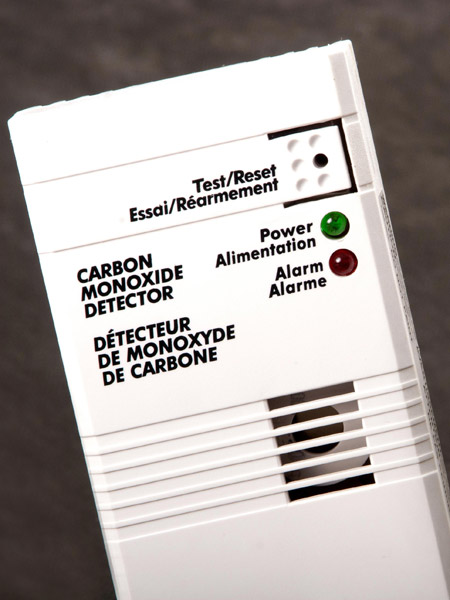 Test/Reset
Essai/Réarmement
Power
Alimentation
Alarm
Alarme
CARBON
MONOXIDE
DETECTOR
DÉTECTEUR
DE MONOXYDE
DE CARBONE